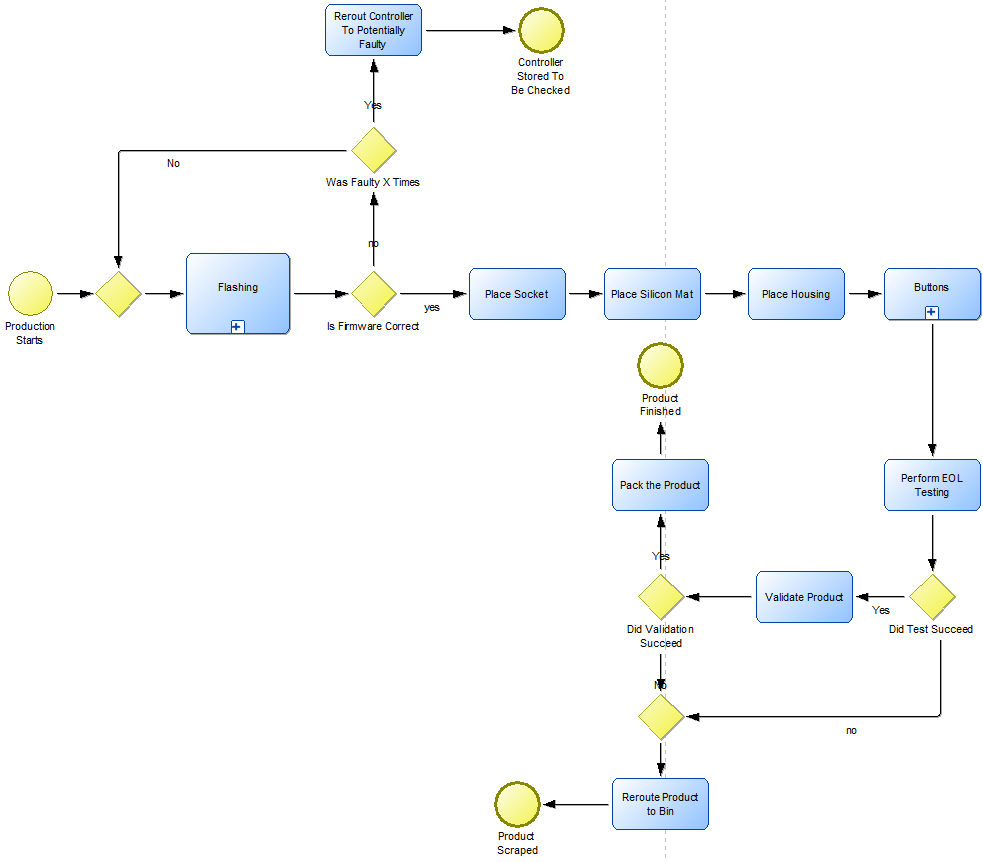 Rerout Controller
To Potentially
Faulty
Controller
Stored To
Be Checked
Yes
No
Was Faulty X Times
no
Flashing
Production
Starts
Is Firmware Correct
yes
Place Socket
Place Silicon Mat
Place Housing
Buttons
Product
Finished
Pack the Product
Perform EOL
Testing
Yes
Validate Product
Yes
Did Validation
Succeed
Did Test Succeed
No
no
Reroute Product
to Bin
Product
Scraped